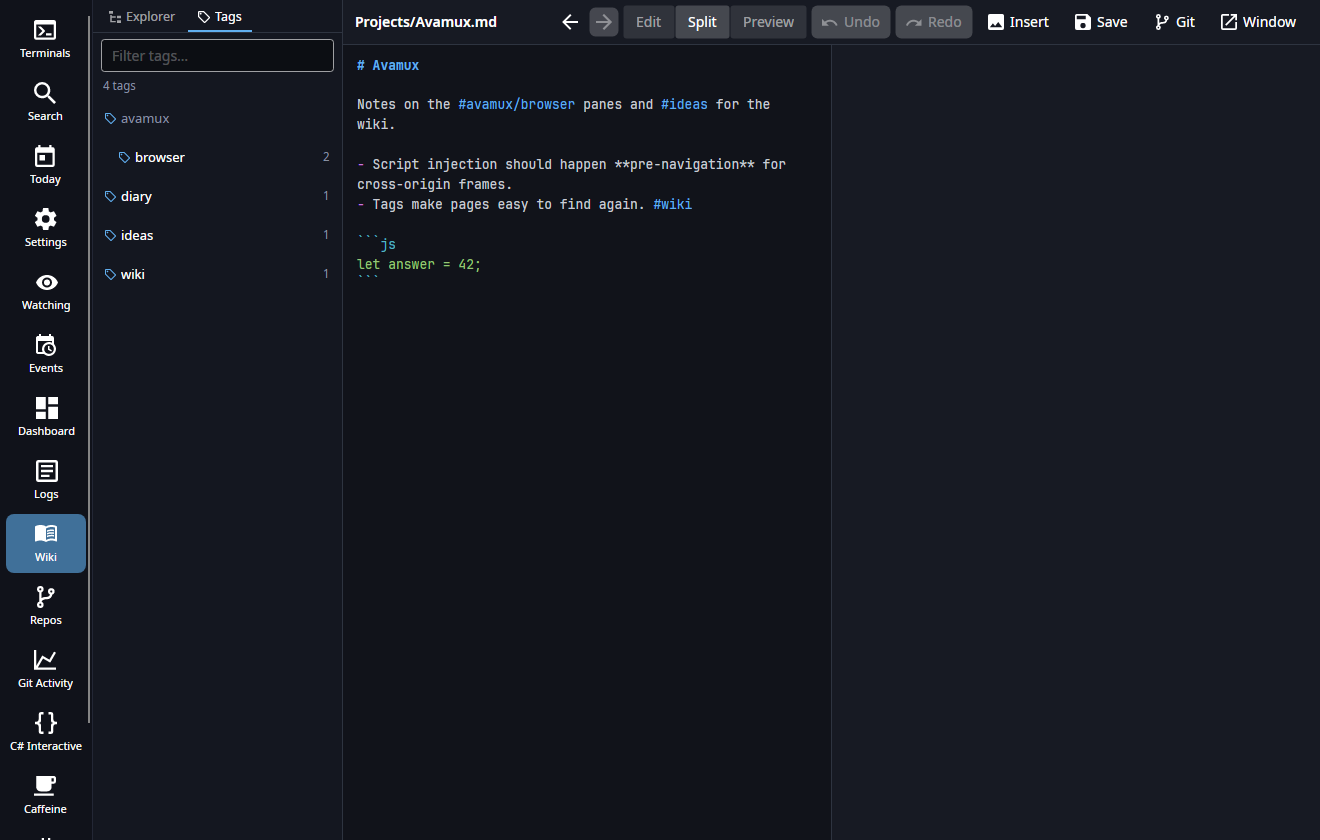 Terminals
Search
Today
Settings
Watching
Events
Dashboard
Logs
Wiki
Repos
Git Activity
C# Interactive
Caffeine
Explorer
Tags
Filter tags...
4 tags
avamux
browser 2
diary 1
ideas 1
wiki 1
Projects/Avamux.md
Edit
Split
Preview
Undo
Redo
Insert
Save
Git
Window
# Avamux
Notes on the #avamux/browser panes and #ideas for the
wiki.
- Script injection should happen **pre-navigation** for
cross-origin frames.
- Tags make pages easy to find again. #wiki
```js
let answer = 42;
```